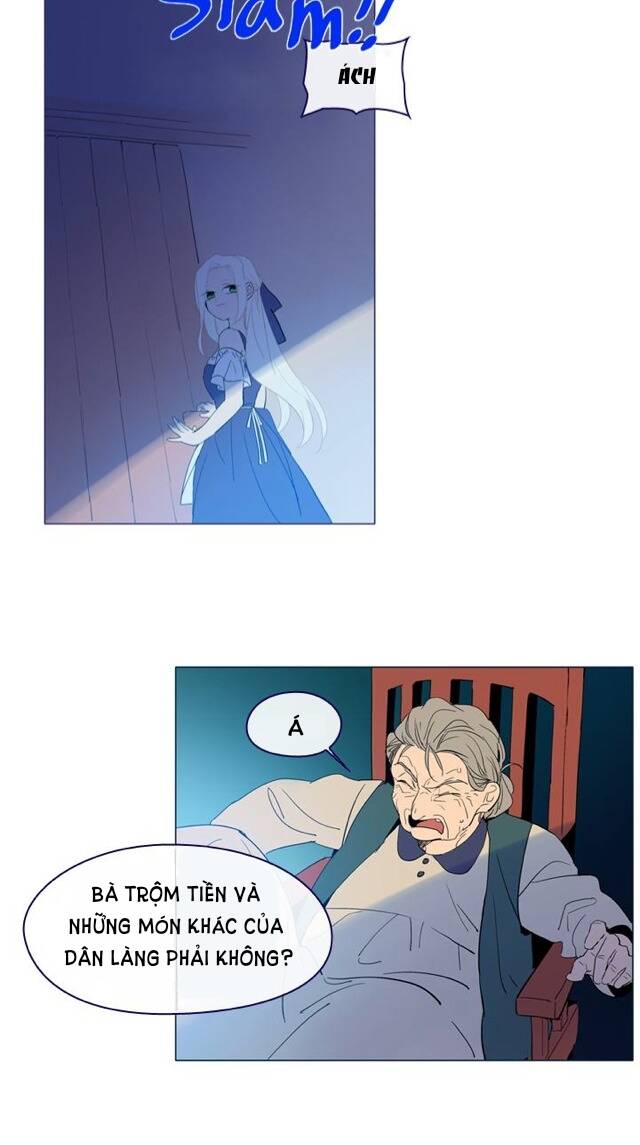 Slam!!
ÁCH
Á
BÀ TRỘM TIỀN VÀ
NHỮNG MÓN KHÁC CỦA
DÂN LÀNG PHẢI KHÔNG?